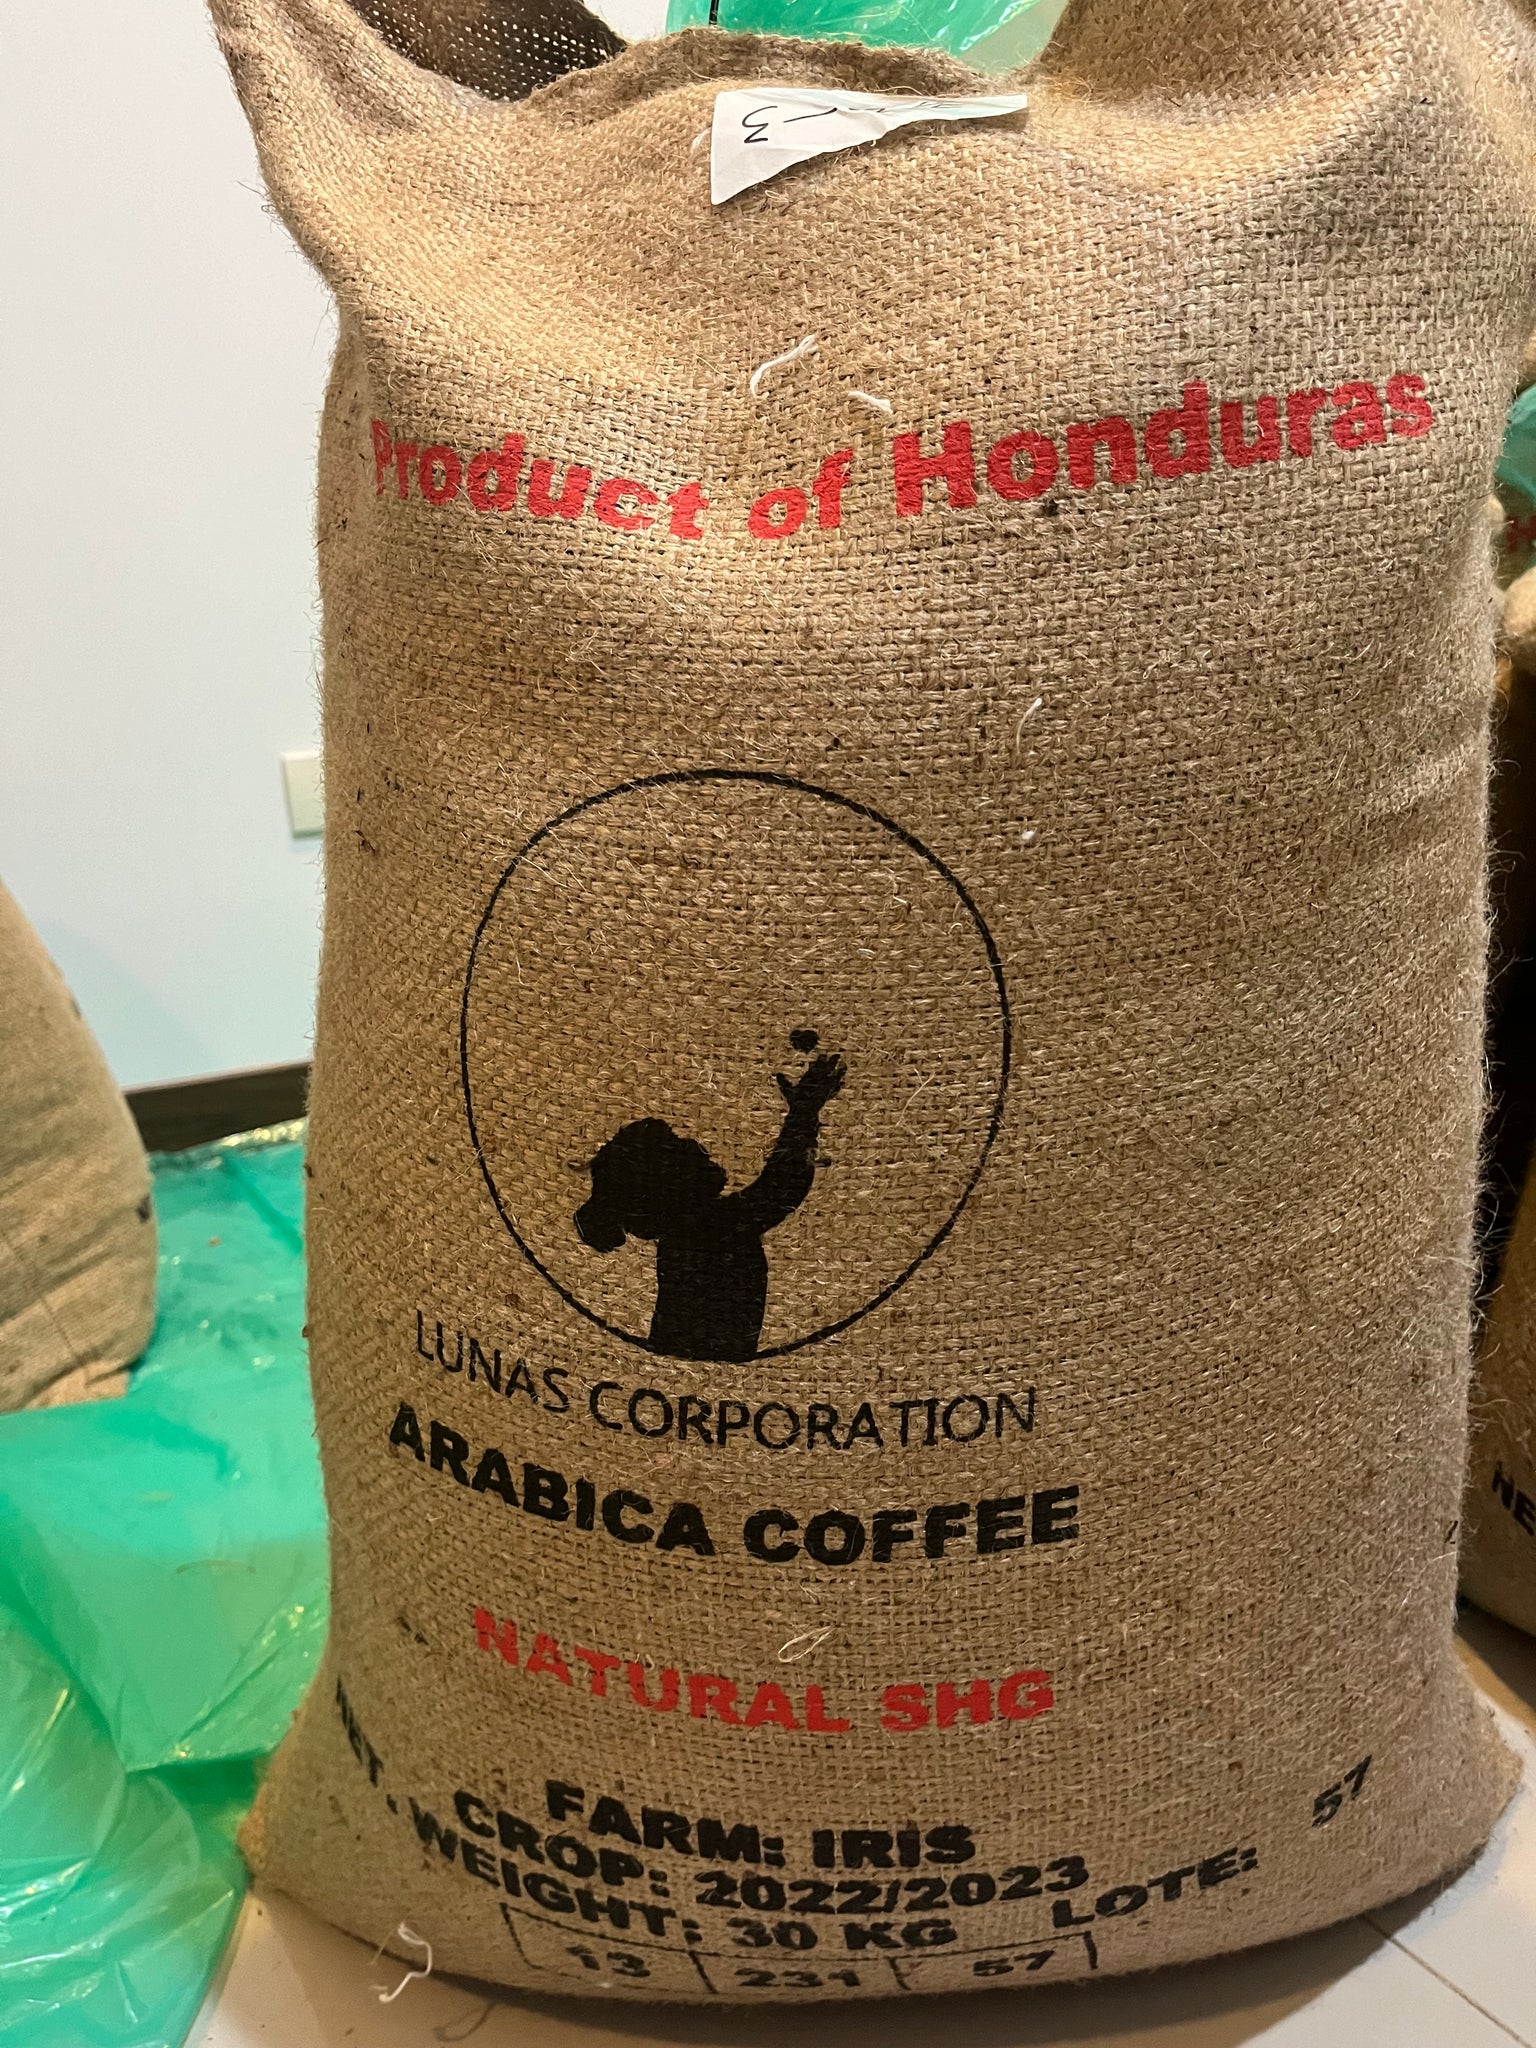 3
Product of Honduras
LUNAS CORPORATION
ARABICA COFFEE
NATURAL SHG
FARM: IRIS
CROP: 2022/2023
WEIGHT: 30 KG LOTE: 57
13 231 57